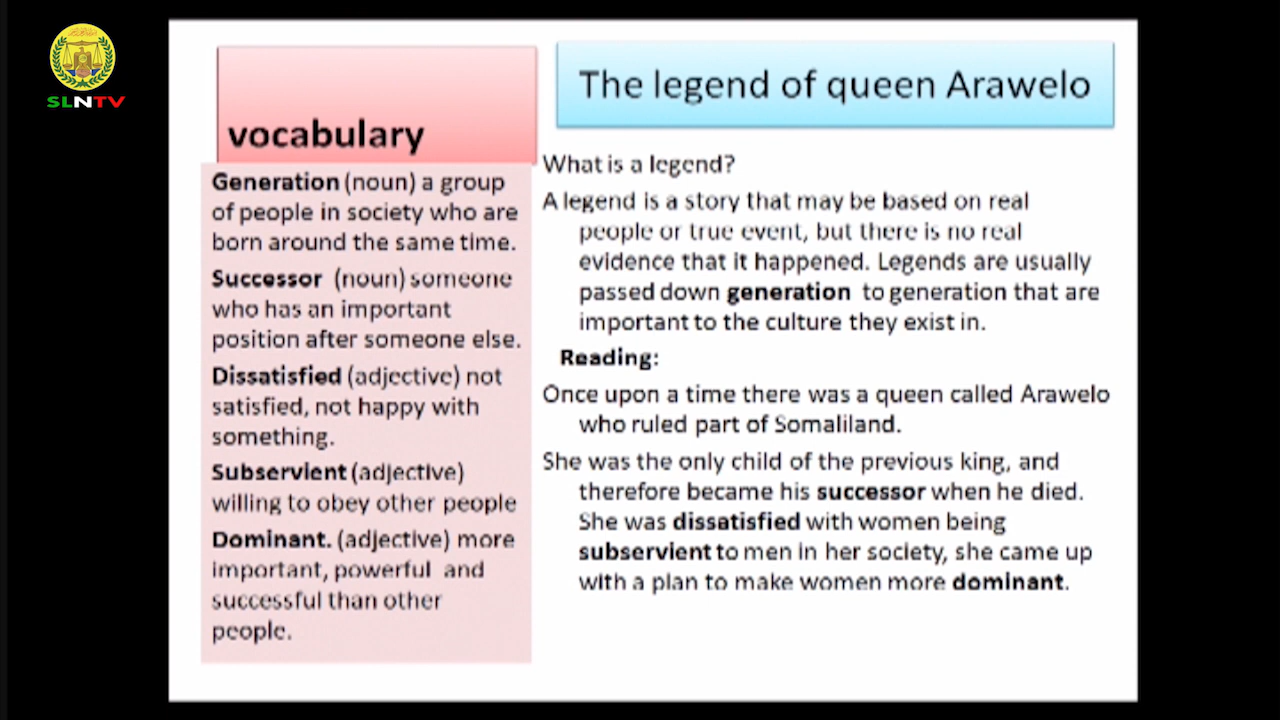 SLNTV
vocabulary
Generation (noun) a group
of people in society who are
born around the same time.
Successor (noun) someone
who has an important
position after someone else.
Dissatisfied (adjective) not
satisfied, not happy with
something.
Subservient (adjective)
willing to obey other people
Dominant. (adjective) more
important, powerful and
successful than other
people.
The legend of queen Arawelo
What is a legend?
A legend is a story that may be based on real
people or true event, but there is no real
evidence that it happened. Legends are usually
passed down generation to generation that are
important to the culture they exist in.
Reading:
Once upon a time there was a queen called Arawelo
who ruled part of Somaliland.
She was the only child of the previous king, and
therefore became his successor when he died.
She was dissatisfied with women being
subservient to men in her society, she came up
with a plan to make women more dominant.